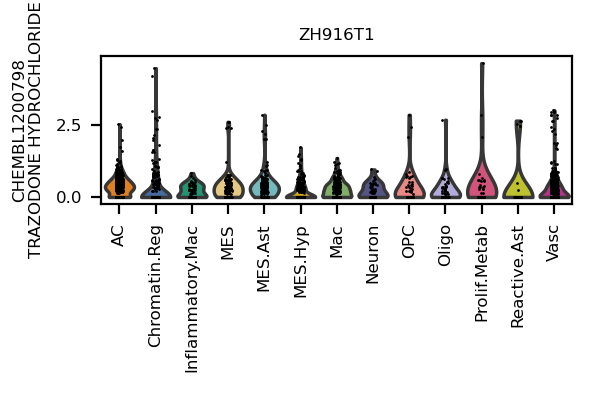 ZH916T1
CHEMBL1200798
TRAZODONE HYDROCHLORIDE
2.5
0.0
AC
Chromatin.Reg
Inflammatory.Mac
MES
MES.Ast
MES.Hyp
Mac
Neuron
OPC
Oligo
Prolif.Metab
Reactive.Ast
Vasc